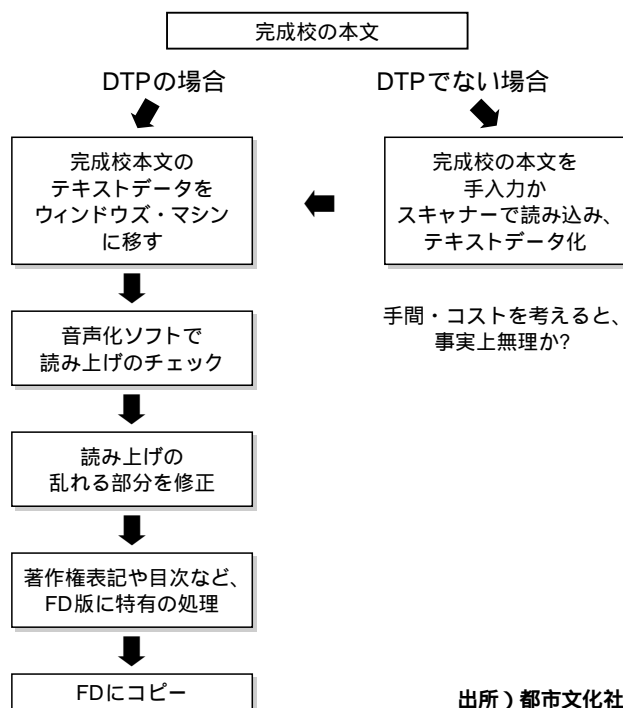 完成校の本文
DTPの場合
DTPでない場合
完成校本文の
テキストデータを
ウィンドウズ・マシン
に移す
完成校の本文を
手入力か
スキャナーで読み込み、
テキストデータ化
手間・コストを考えると、
事実上無理か?
音声化ソフトで
読み上げのチェック
読み上げの
乱れる部分を修正
著作権表記や目次など、
FD版に特有の処理
FDにコピー
出所）都市文化社